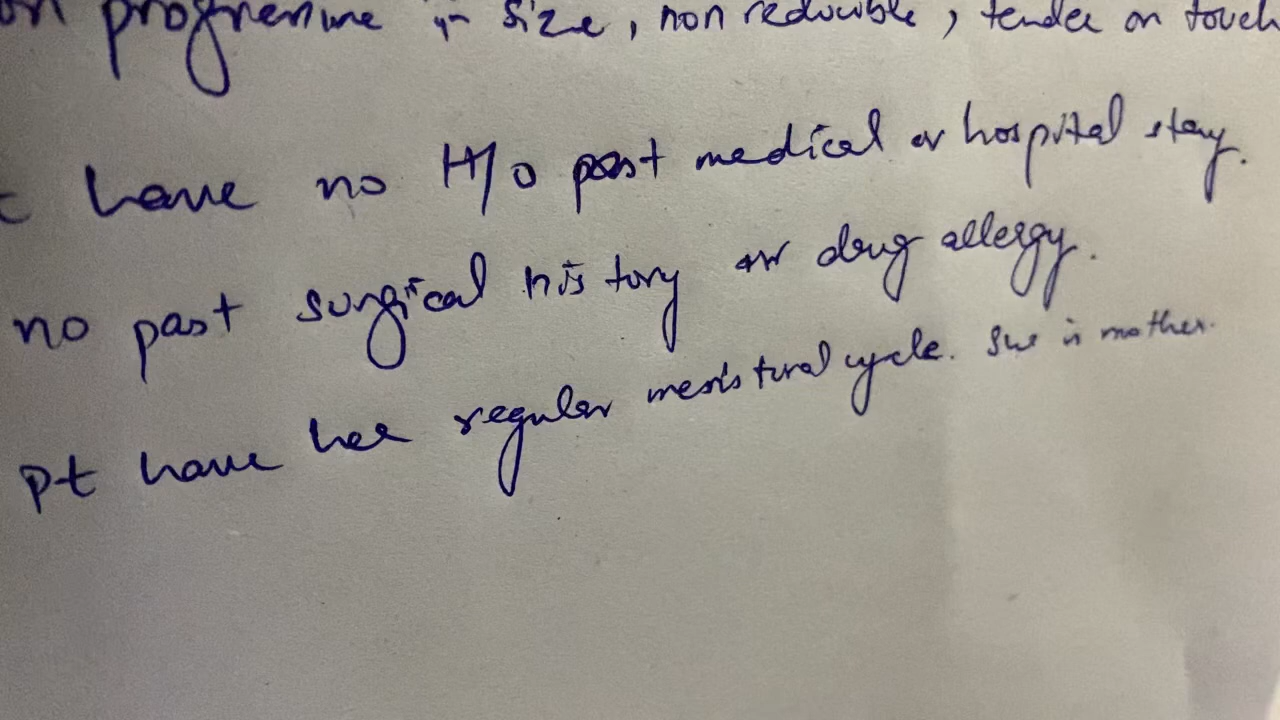 progressive in size, non reducible, tender on touch
have no H/o past medical or hospital stay.
no past surgical history or drug allergy.
pt have her regular menstural cycle. She is mother.